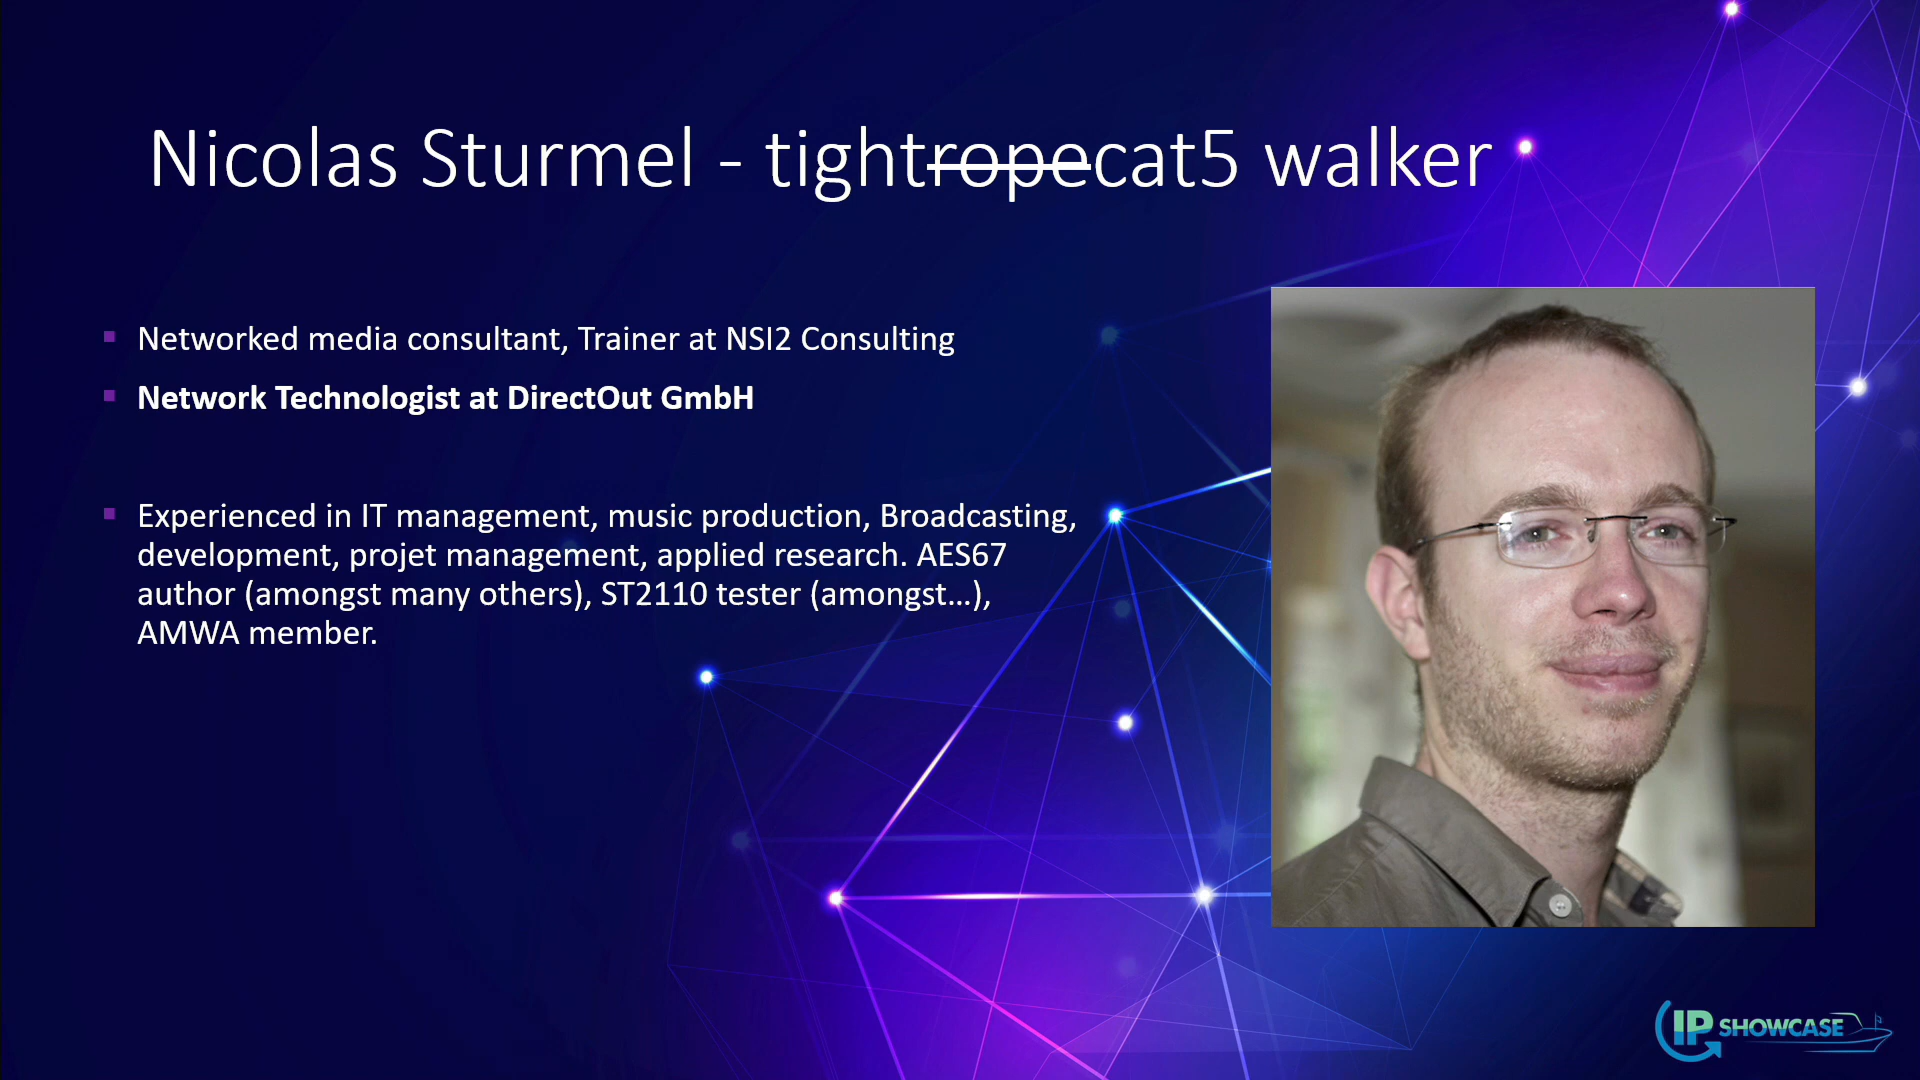 Nicolas Sturmel - tightropecat5 walker
Networked media consultant, Trainer at NSI2 Consulting
Network Technologist at DirectOut GmbH
Experienced in IT management, music production, Broadcasting,
development, projet management, applied research. AES67
author (amongst many others), ST2110 tester (amongst...),
AMWA member.
IP SHOWCASE